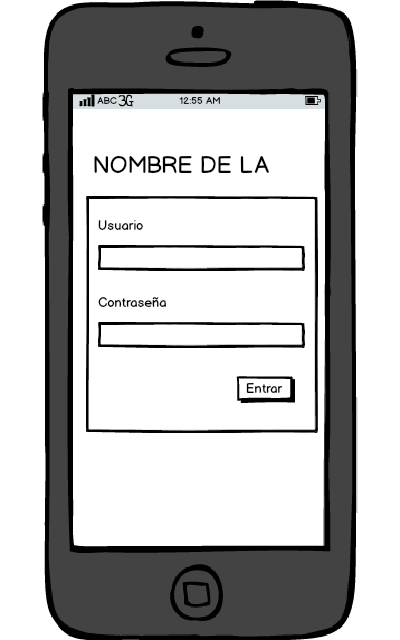 ABC 3G 12:55 AM
NOMBRE DE LA
Usuario
Contraseña
Entrar